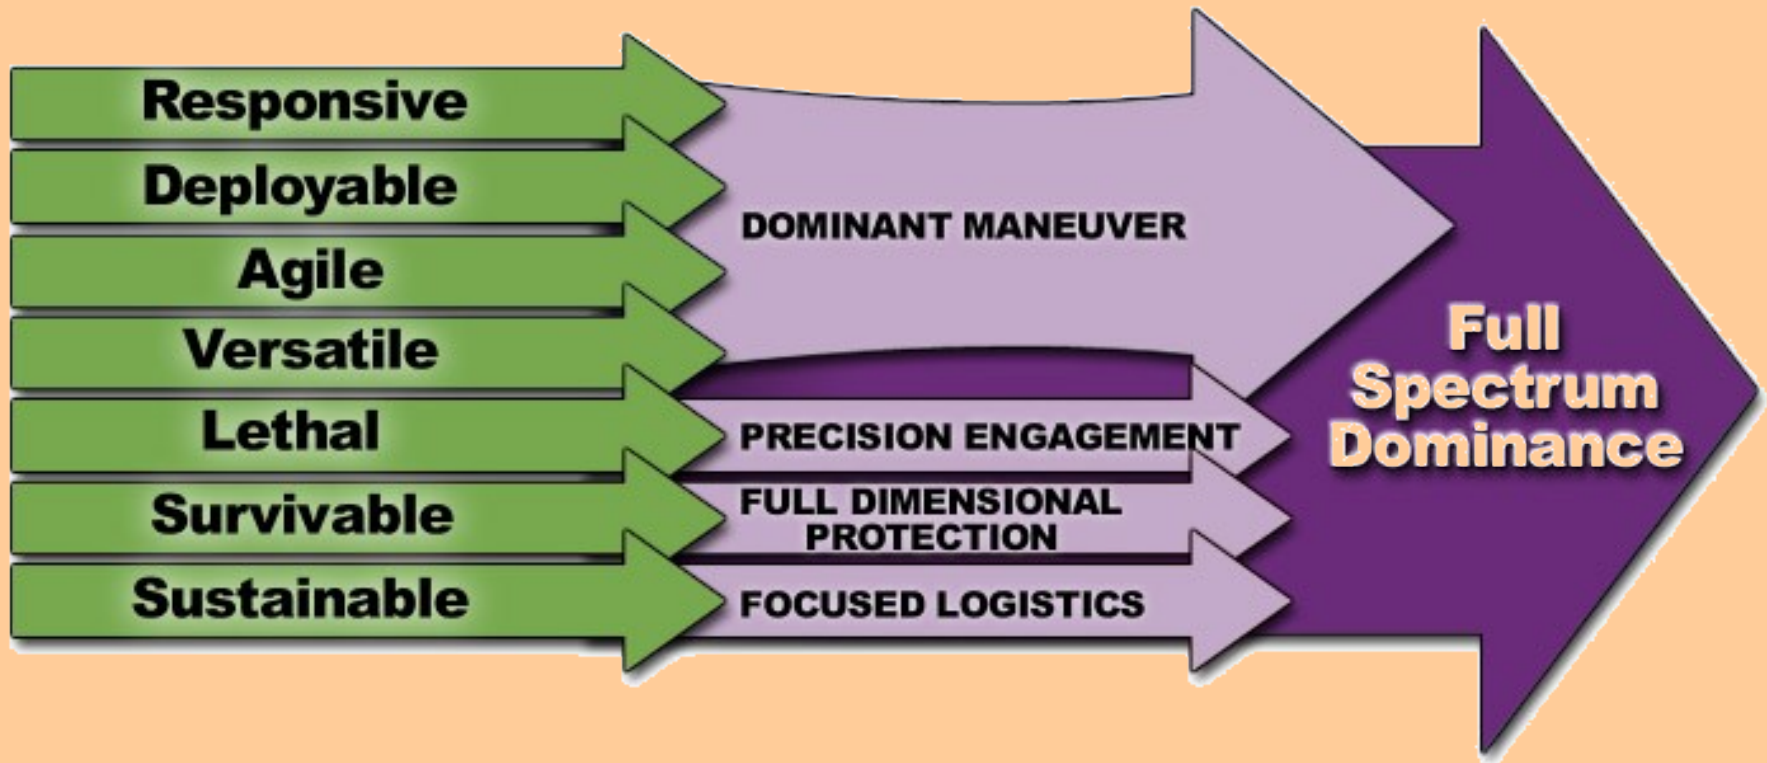 Responsive
Deployable
Agile
Versatile
Lethal
Survivable
Sustainable
DOMINANT MANEUVER
PRECISION ENGAGEMENT
FULL DIMENSIONAL
PROTECTION
FOCUSED LOGISTICS
Full
Spectrum
Dominance